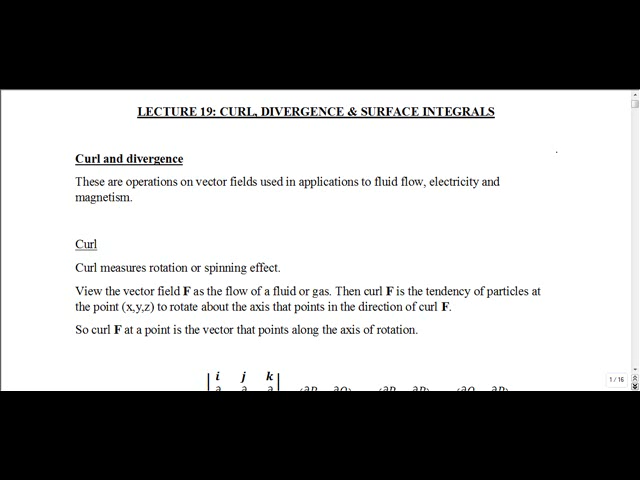 LECTURE 19: CURL, DIVERGENCE & SURFACE INTEGRALS
Curl and divergence
These are operations on vector fields used in applications to fluid flow, electricity and
magnetism.
Curl
Curl measures rotation or spinning effect.
View the vector field F as the flow of a fluid or gas. Then curl F is the tendency of particles at
the point (x,y,z) to rotate about the axis that points in the direction of curl F.
So curl F at a point is the vector that points along the axis of rotation.
i j k
1 / 16